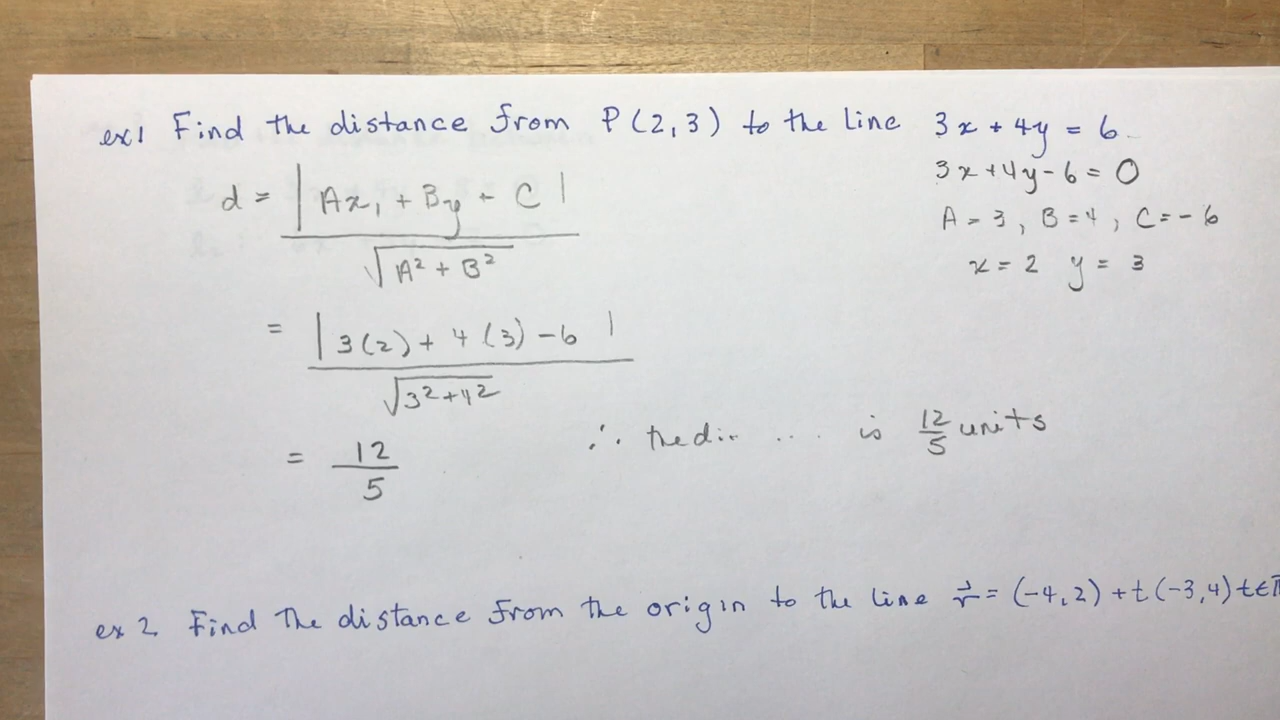 ex1 Find the distance from P(2,3) to the line 3x + 4y = 6
3x+4y-6=0
d = |Ax₁ + By + C|
A = 3, B = 4, C = -6
√A² + B²
x = 2 y = 3
= |3(2) + 4(3) - 6|
√3²+4²
= 12
5
∴ the di.. .... is 12/5 units
ex 2 Find the distance from the origin to the line r⃗ = (-4,2) + t(-3,4) t∈